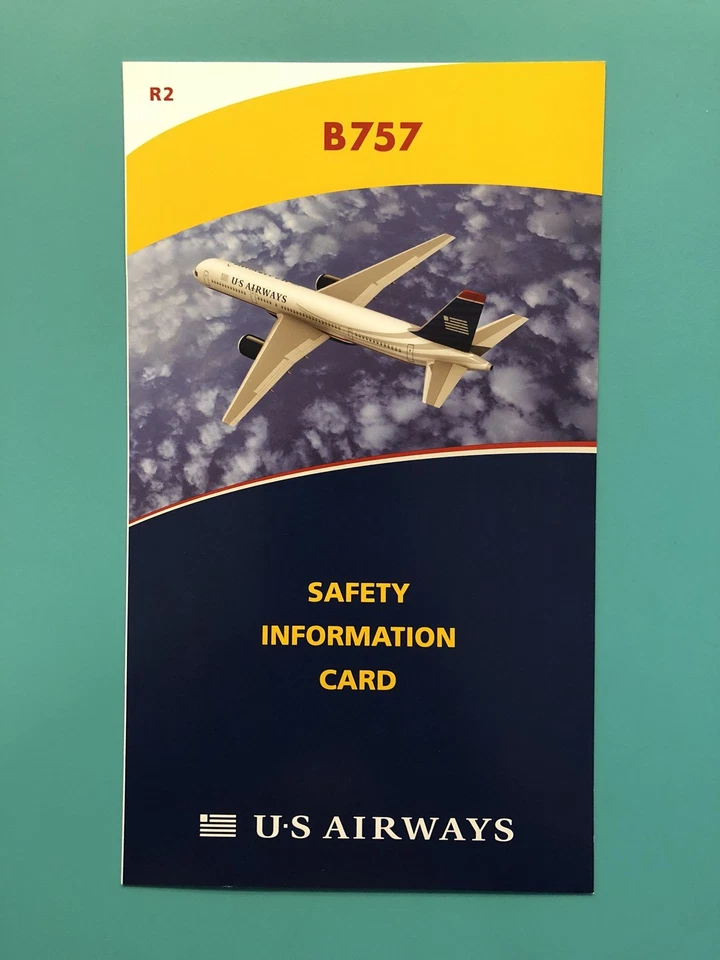 R2
B757
U·S AIRWAYS
SAFETY
INFORMATION
CARD
U·S AIRWAYS